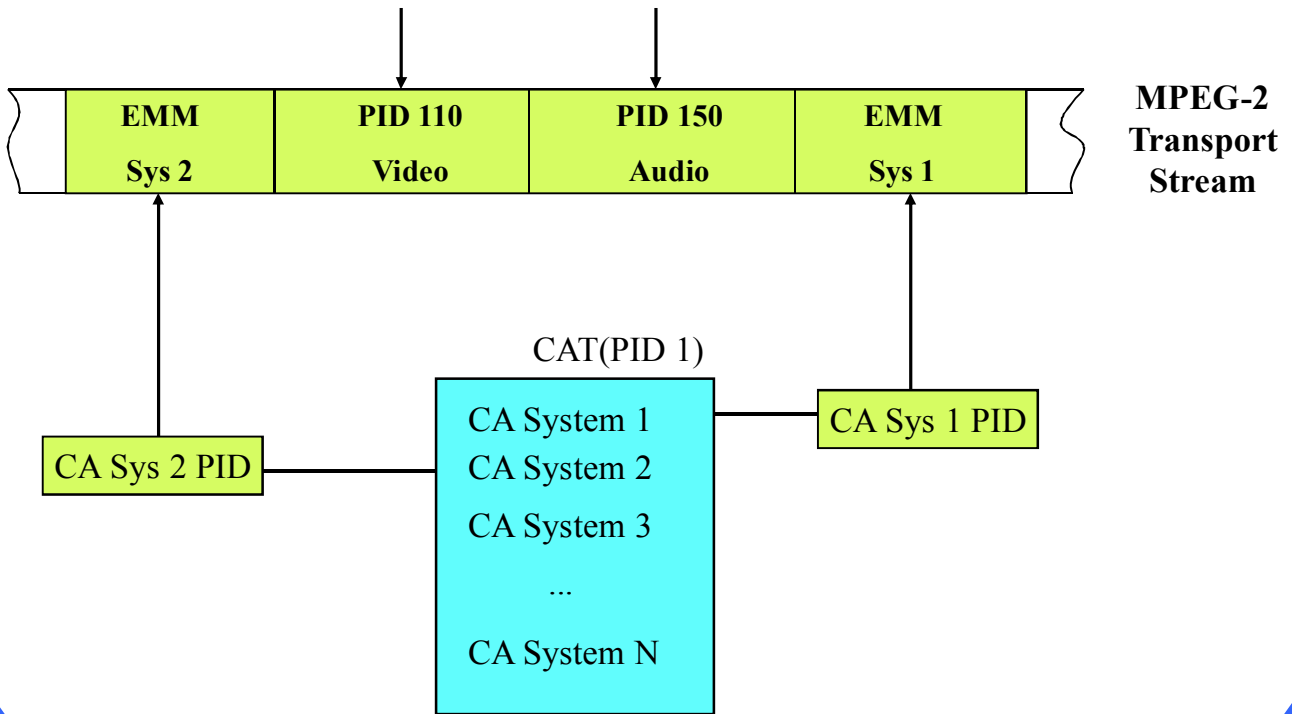 EMM
Sys 2
PID 110
Video
PID 150
Audio
EMM
Sys 1
MPEG-2
Transport
Stream
CAT(PID 1)
CA System 1
CA System 2
CA System 3
...
CA System N
CA Sys 1 PID
CA Sys 2 PID